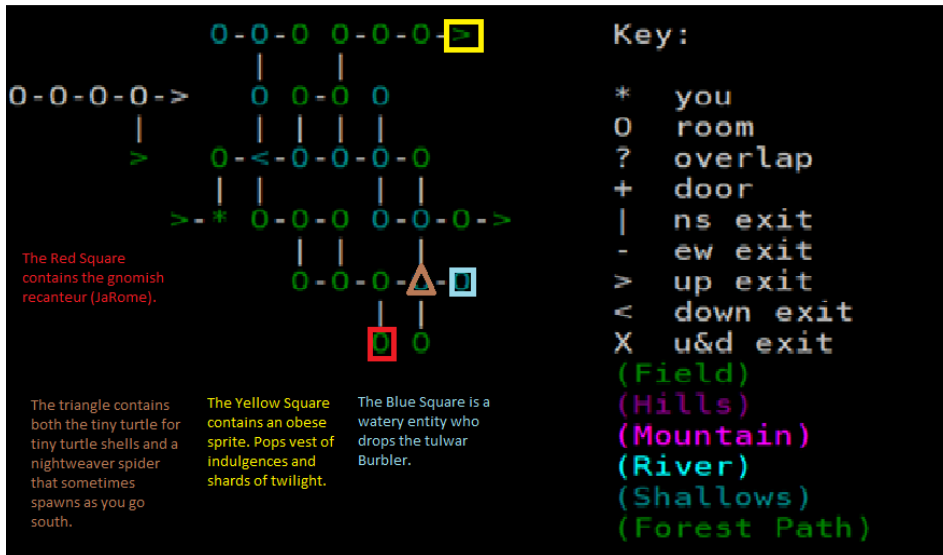 O-O-O O-O-O->
| |
O-O-O-O-> O O-O O
| | | | |
> O-<-O-O-O-O
| | | |
>-* O-O-O O-O-O->
| | |
O-O-O-O-O
| |
O O
Key:
* you
O room
? overlap
+ door
| ns exit
- ew exit
> up exit
< down exit
X u&d exit
(Field)
(Hills)
(Mountain)
(River)
(Shallows)
(Forest Path)
The Red Square
contains the gnomish
recanteur (JaRome).
The triangle contains
both the tiny turtle for
tiny turtle shells and a
nightweaver spider
that sometimes
spawns as you go
south.
The Yellow Square
contains an obese
sprite. Pops vest of
indulgences and
shards of twilight.
The Blue Square is a
watery entity who
drops the tulwar
Burbler.